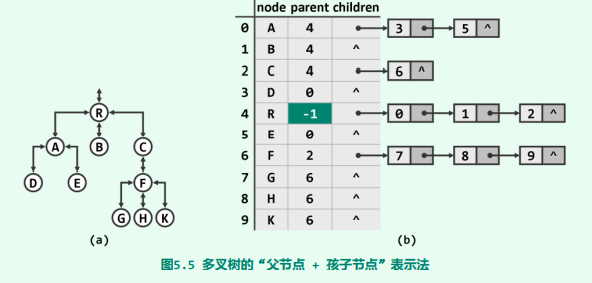 node parent children
0 A 4 3 5 ^
1 B 4 ^
2 C 4 6 ^
3 D 0 ^
4 R -1 0 1 2 ^
5 E 0 ^
6 F 2 7 8 9 ^
7 G 6 ^
8 H 6 ^
9 K 6 ^
R
A B C
D E F
G H K
(a) (b)
图5.5 多叉树的“父节点 + 孩子节点”表示法